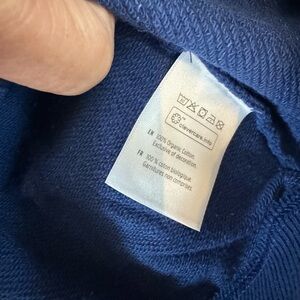 clevercare.info
EN 100% Organic Cotton.
Exclusive of decoration.
FR 100 % coton biologique.
Garnitures non comprises.